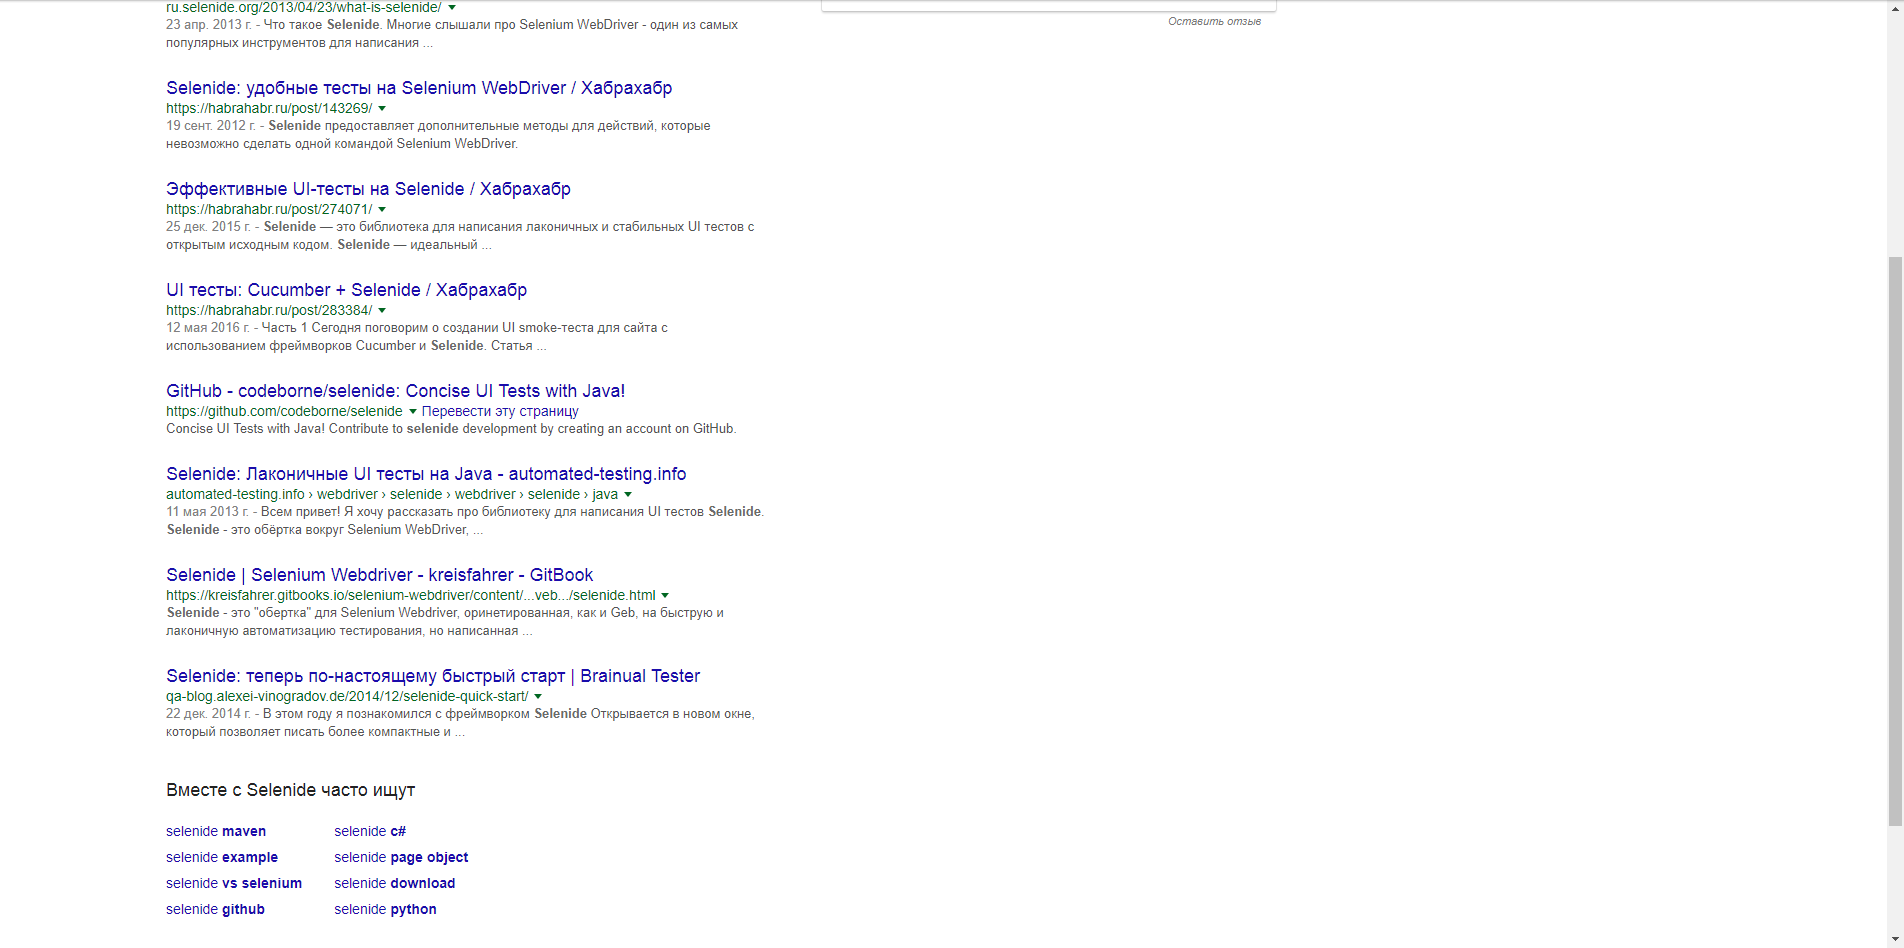 ru.selenide.org/2013/04/23/what-is-selenide/
23 апр. 2013 г. - Что такое Selenide. Многие слышали про Selenium WebDriver - один из самых
популярных инструментов для написания ...
Оставить отзыв
Selenide: удобные тесты на Selenium WebDriver / Хабрахабр
https://habrahabr.ru/post/143269/
19 сент. 2012 г. - Selenide предоставляет дополнительные методы для действий, которые
невозможно сделать одной командой Selenium WebDriver.
Эффективные UI-тесты на Selenide / Хабрахабр
https://habrahabr.ru/post/274071/
25 дек. 2015 г. - Selenide — это библиотека для написания лаконичных и стабильных UI тестов с
открытым исходным кодом. Selenide — идеальный ...
UI тесты: Cucumber + Selenide / Хабрахабр
https://habrahabr.ru/post/283384/
12 мая 2016 г. - Часть 1 Сегодня поговорим о создании UI smoke-теста для сайта с
использованием фреймворков Cucumber и Selenide. Статья ...
GitHub - codeborne/selenide: Concise UI Tests with Java!
https://github.com/codeborne/selenide Перевести эту страницу
Concise UI Tests with Java! Contribute to selenide development by creating an account on GitHub.
Selenide: Лаконичные UI тесты на Java - automated-testing.info
automated-testing.info › webdriver › selenide › webdriver › selenide › java
11 мая 2013 г. - Всем привет! Я хочу рассказать про библиотеку для написания UI тестов Selenide.
Selenide - это обёртка вокруг Selenium WebDriver, ...
Selenide | Selenium Webdriver - kreisfahrer - GitBook
https://kreisfahrer.gitbooks.io/selenium-webdriver/content/...veb.../selenide.html
Selenide - это "обертка" для Selenium Webdriver, оринетированная, как и Geb, на быструю и
лаконичную автоматизацию тестирования, но написанная ...
Selenide: теперь по-настоящему быстрый старт | Brainual Tester
qa-blog.alexei-vinogradov.de/2014/12/selenide-quick-start/
22 дек. 2014 г. - В этом году я познакомился с фреймворком Selenide Открывается в новом окне,
который позволяет писать более компактные и ...
Вместе с Selenide часто ищут
selenide maven
selenide c#
selenide example
selenide page object
selenide vs selenium
selenide download
selenide github
selenide python